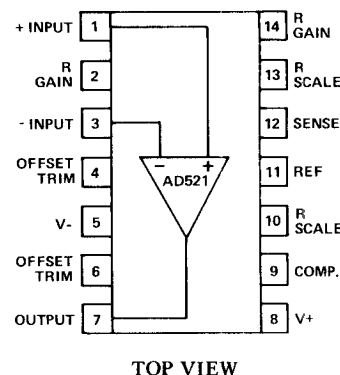 + INPUT 1
R
GAIN 2
- INPUT 3
OFFSET
TRIM 4
V- 5
OFFSET
TRIM 6
OUTPUT 7
- +
AD521
14 R
GAIN
13 R
SCALE
12 SENSE
11 REF
10 R
SCALE
9 COMP.
8 V+
TOP VIEW